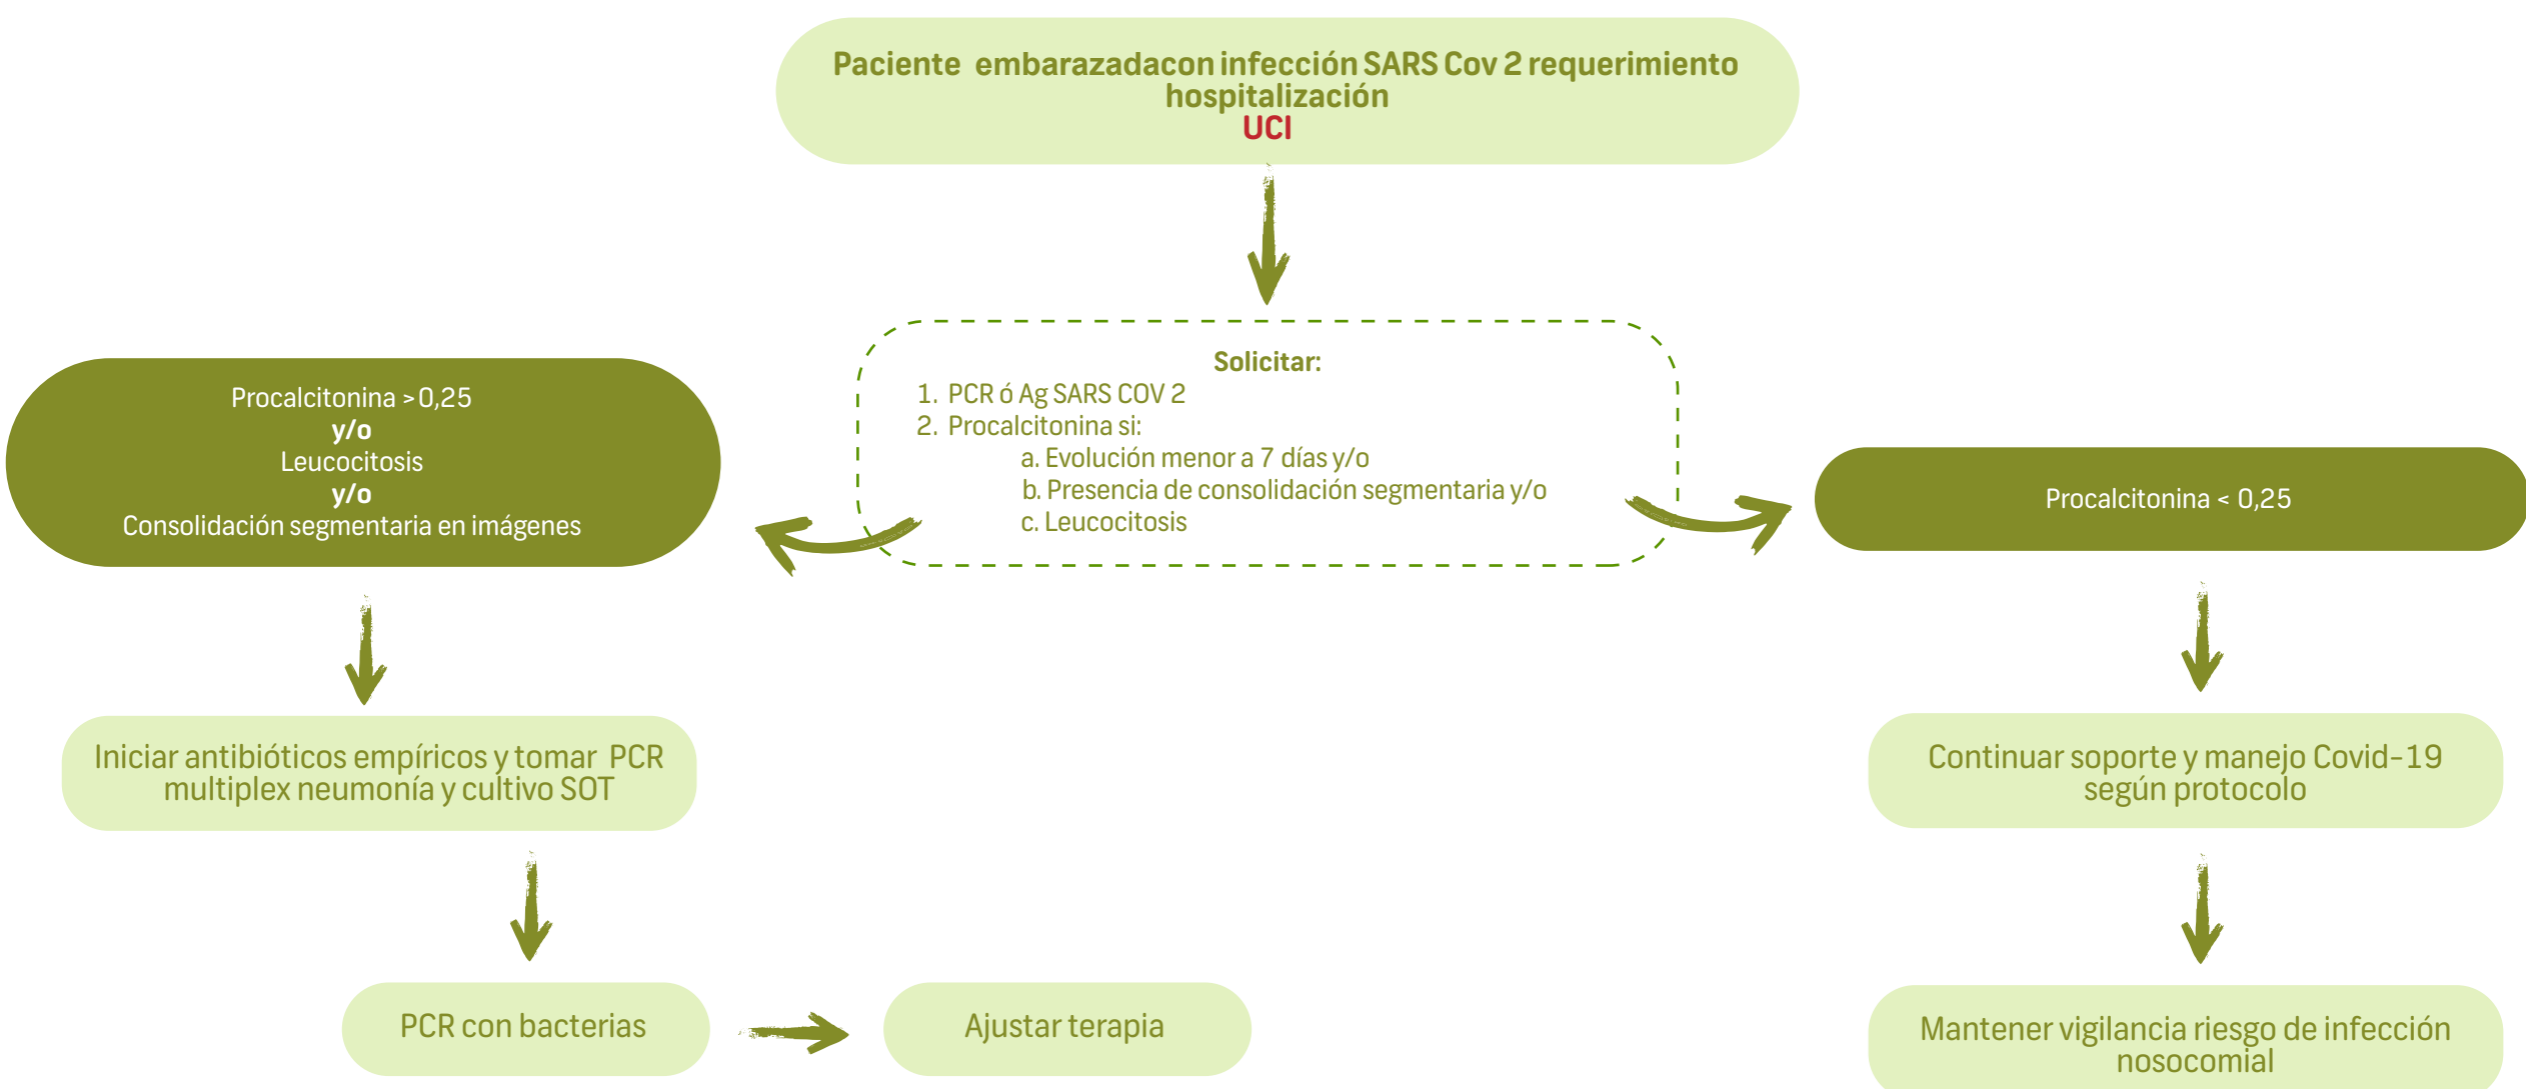 Paciente embarazadacon infección SARS Cov 2 requerimiento
hospitalización
UCI
Solicitar:
1. PCR ó Ag SARS COV 2
2. Procalcitonina si:
a. Evolución menor a 7 días y/o
b. Presencia de consolidación segmentaria y/o
c. Leucocitosis
Procalcitonina >0,25
y/o
Leucocitosis
y/o
Consolidación segmentaria en imágenes
Procalcitonina < 0,25
Iniciar antibióticos empíricos y tomar PCR
multiplex neumonía y cultivo SOT
Continuar soporte y manejo Covid-19
según protocolo
PCR con bacterias
Ajustar terapia
Mantener vigilancia riesgo de infección
nosocomial